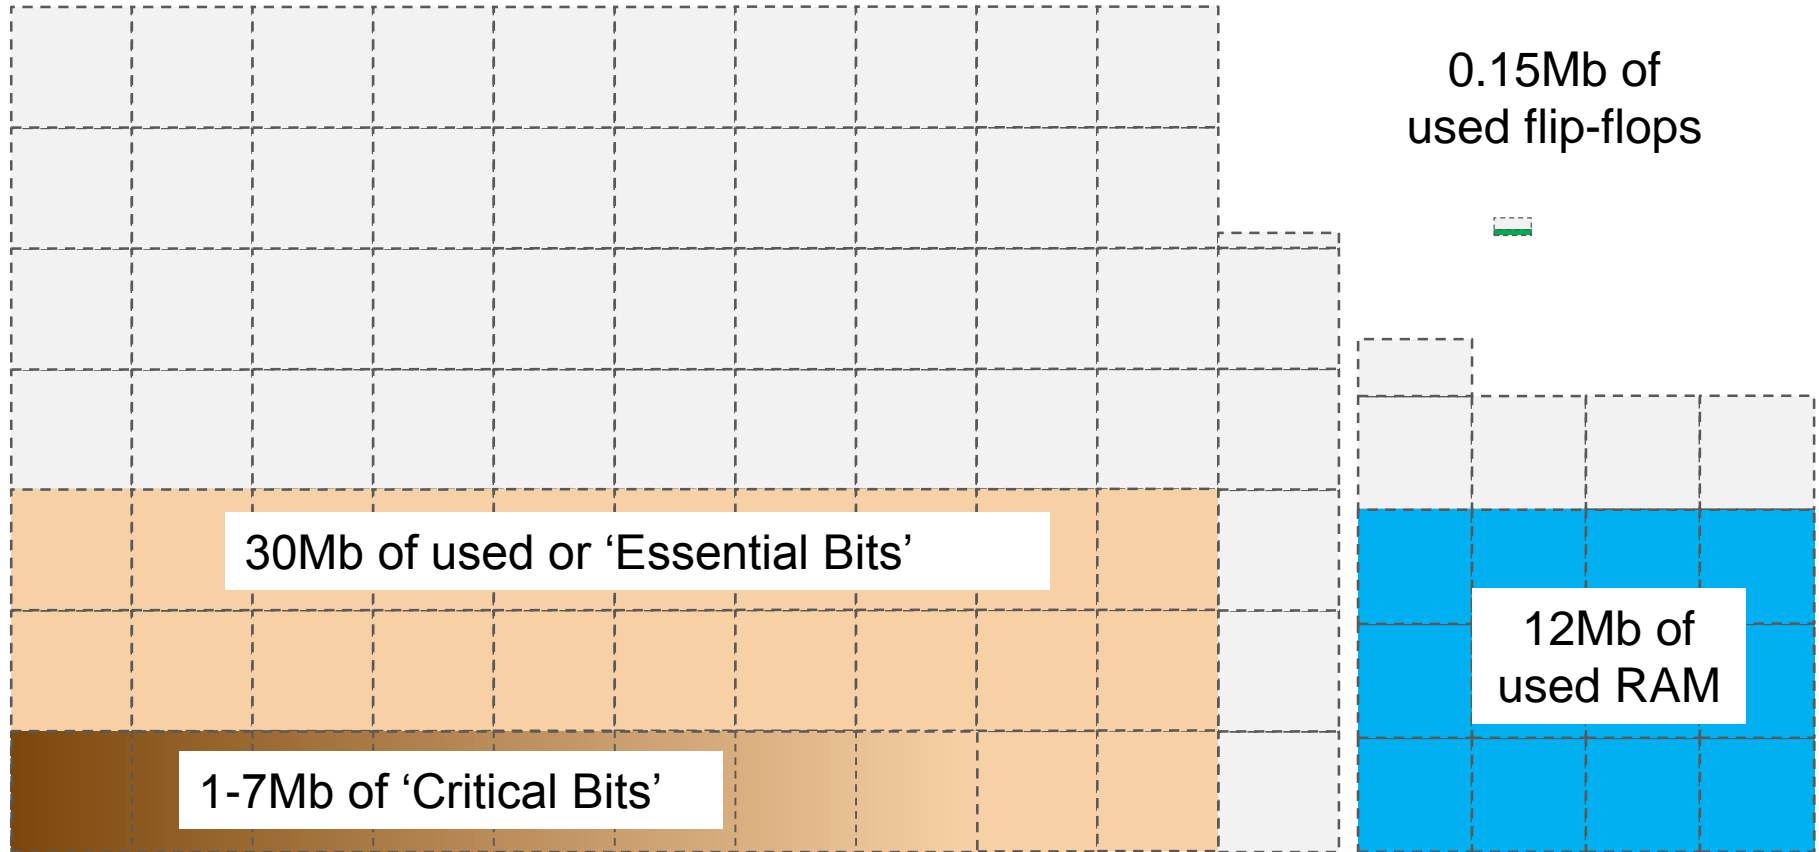 0.15Mb of
used flip-flops
30Mb of used or ‘Essential Bits’
12Mb of
used RAM
1-7Mb of ‘Critical Bits’